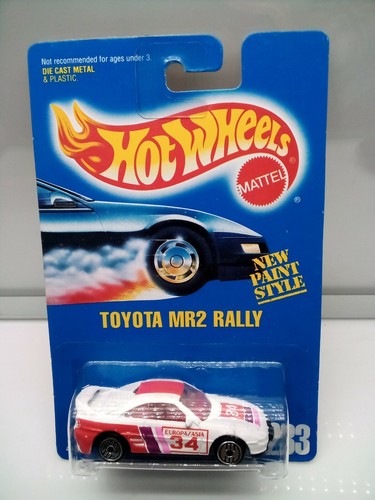 Not recommended for ages under 3.
DIE CAST METAL
& PLASTIC.
HOT WHEELS
®
MATTEL
®
NEW
PAINT
STYLE
TOYOTA MR2 RALLY
EUROPA/ASIA
34
233